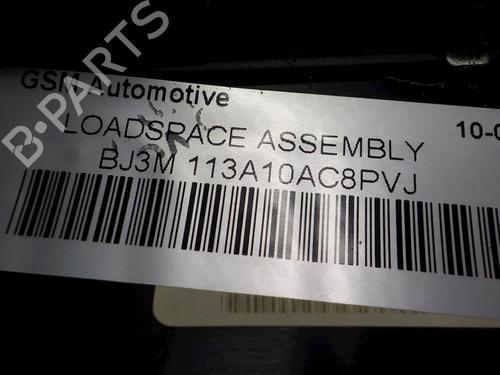 GSM Automotive
10-0
LOADSPACE ASSEMBLY
BJ3M 113A10AC8PVJ
B-PARTS